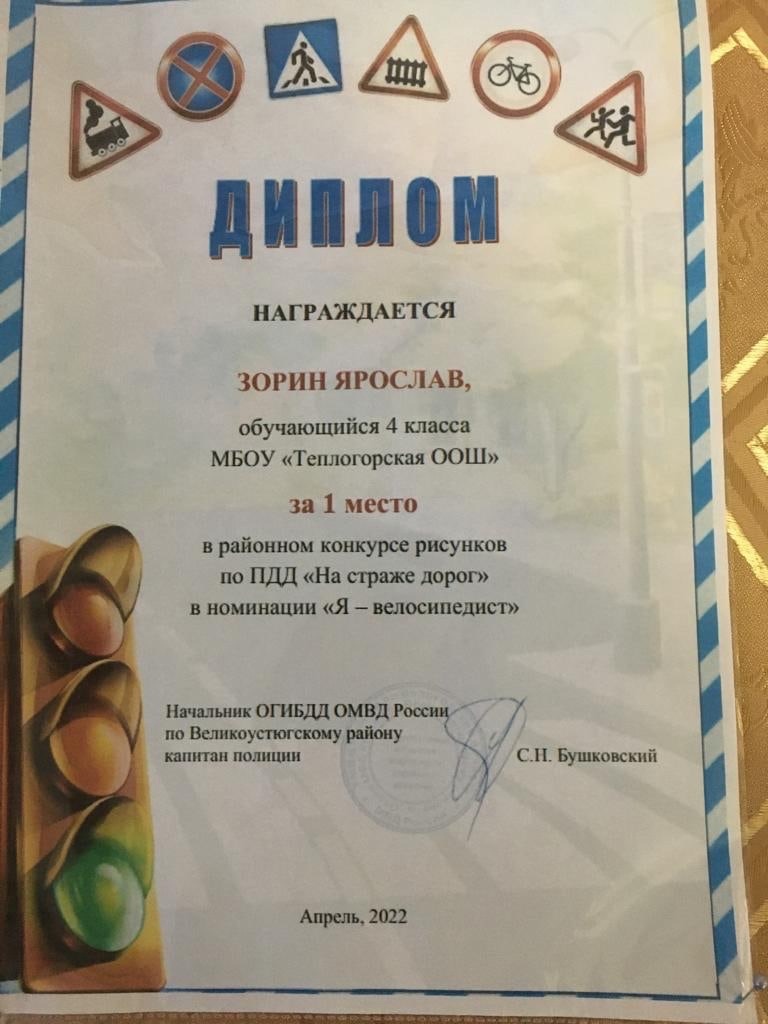 ДИПЛОМ
НАГРАЖДАЕТСЯ
ЗОРИН ЯРОСЛАВ,
обучающийся 4 класса
МБОУ «Теплогорская ООШ»
за 1 место
в районном конкурсе рисунков
по ПДД «На страже дорог»
в номинации «Я – велосипедист»
Начальник ОГИБДД ОМВД России
по Великоустюгскому району
капитан полиции С.Н. Бушковский
Апрель, 2022